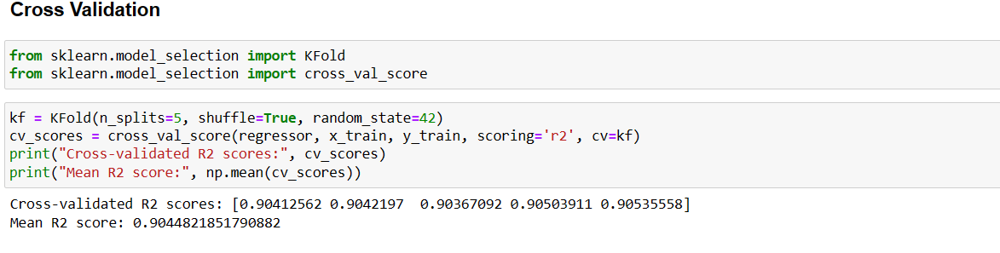 Cross Validation
from sklearn.model_selection import KFold
from sklearn.model_selection import cross_val_score
kf = KFold(n_splits=5, shuffle=True, random_state=42)
cv_scores = cross_val_score(regressor, x_train, y_train, scoring='r2', cv=kf)
print("Cross-validated R2 scores:", cv_scores)
print("Mean R2 score:", np.mean(cv_scores))
Cross-validated R2 scores: [0.90412562 0.9042197  0.90367092 0.90503911 0.90535558]
Mean R2 score: 0.9044821851790882